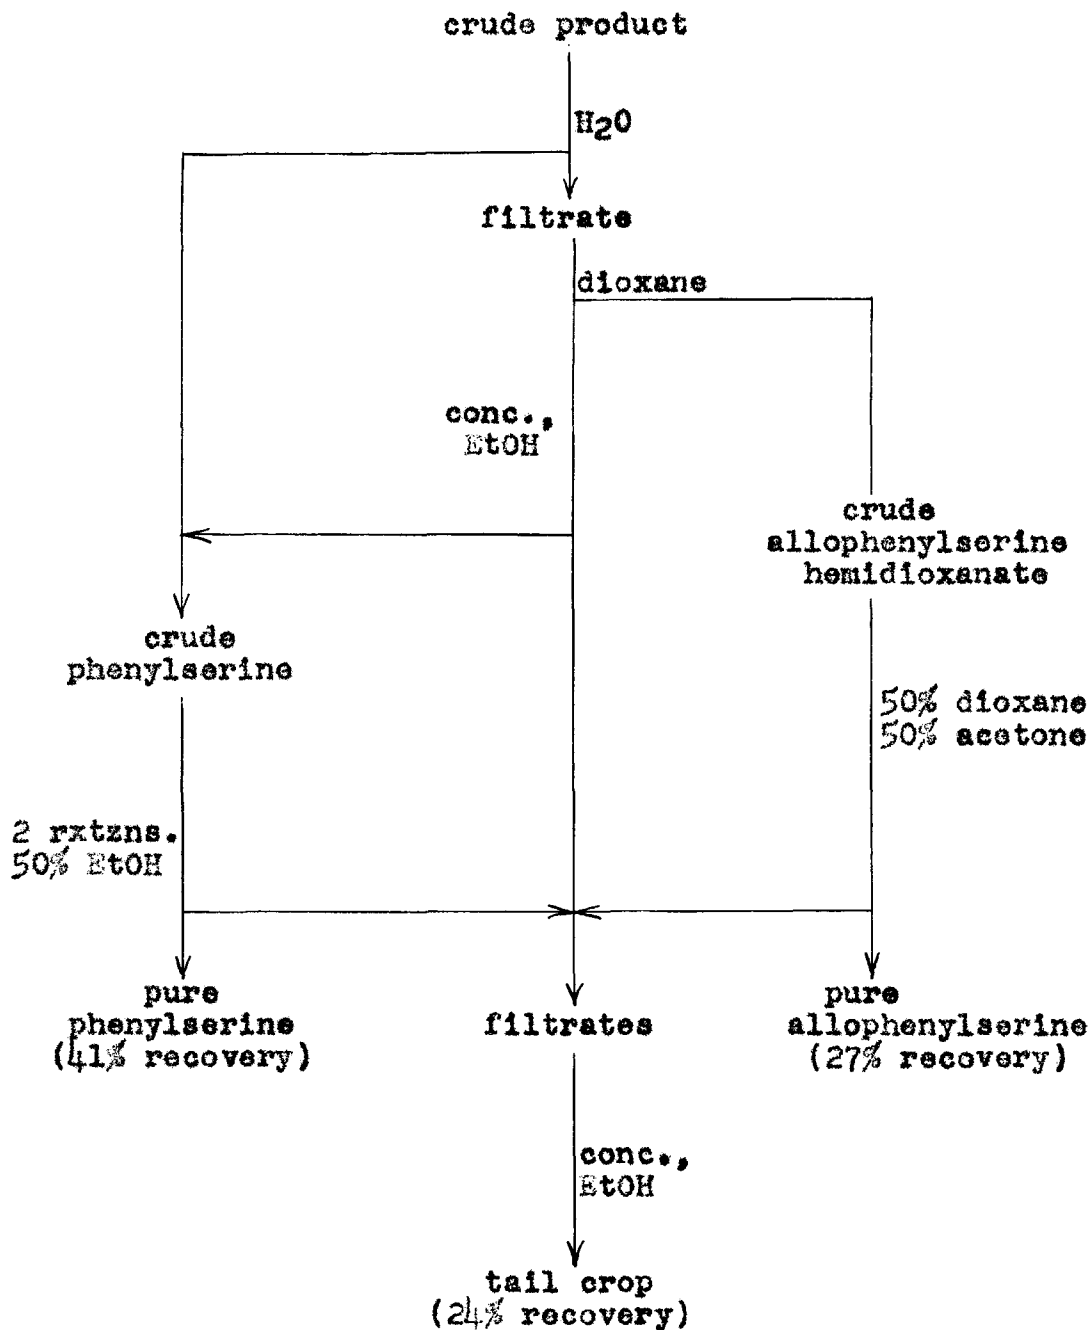 crude product
H2O
filtrate
dioxane
conc.,
EtOH
crude
allophenylserine
hemidioxanate
crude
phenylserine
50% dioxane
50% acetone
2 rxtzns.
50% EtOH
pure
phenylserine
(41% recovery)
filtrates
pure
allophenylserine
(27% recovery)
conc.,
EtOH
tail crop
(24% recovery)